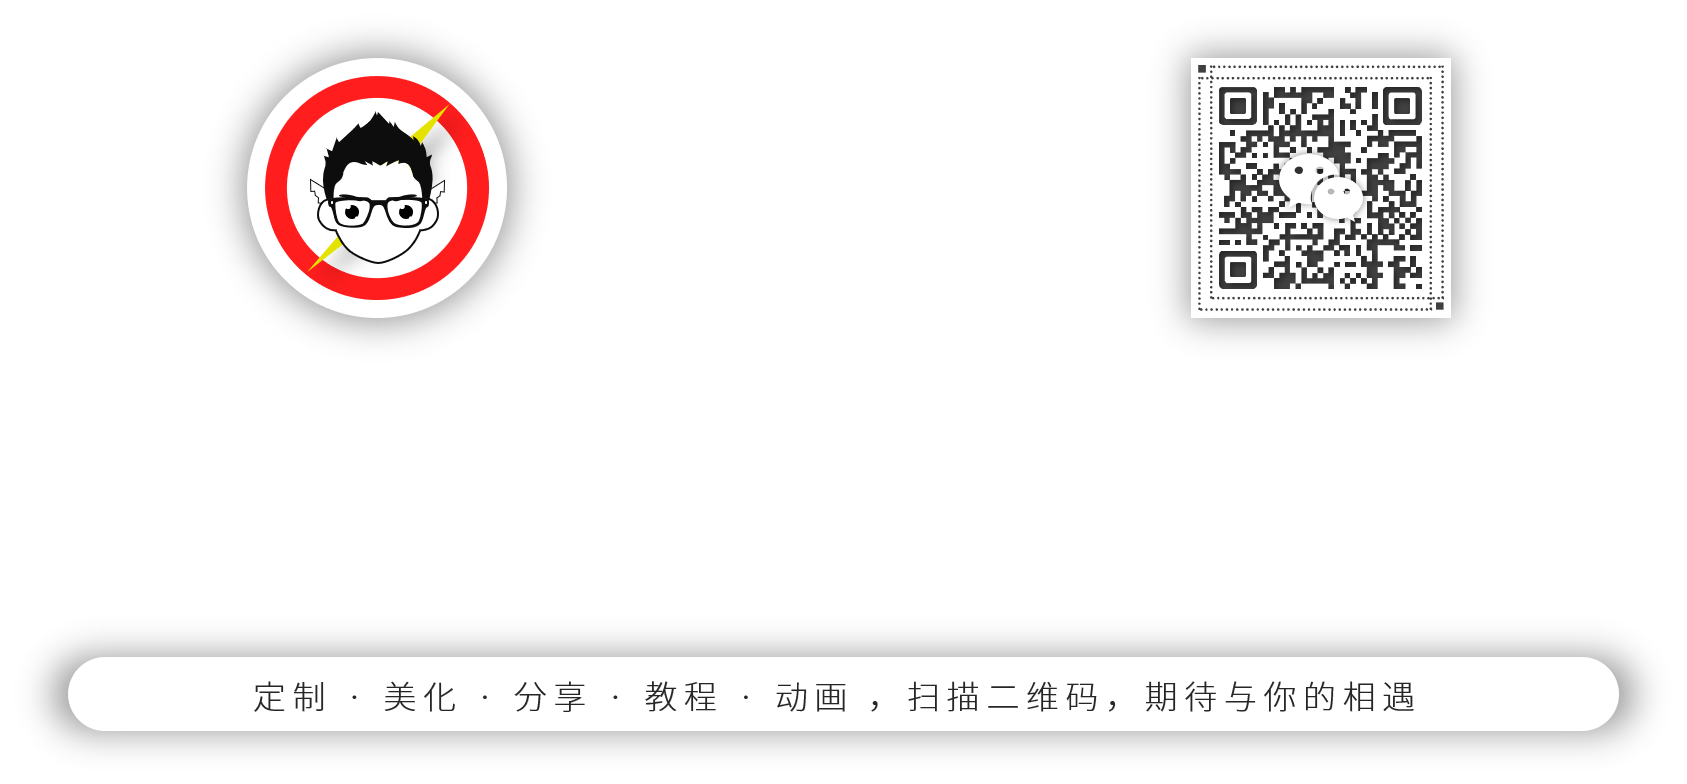 定制 · 美化 · 分享 · 教程 · 动画 ，扫描二维码，期待与你的相遇